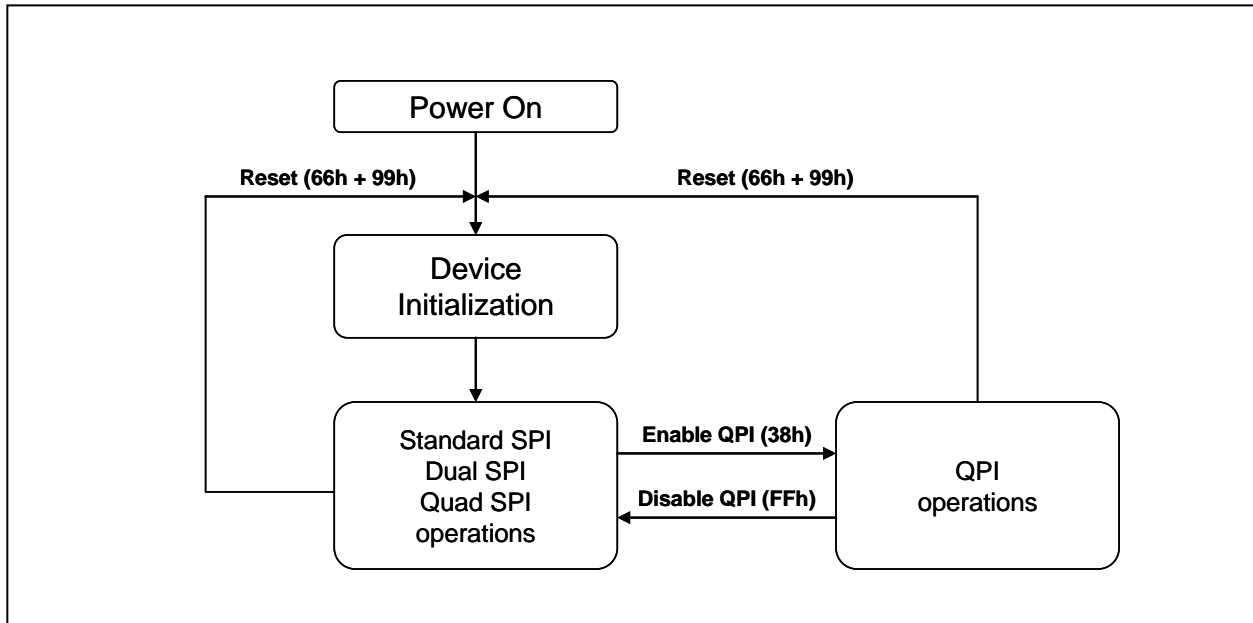 Power On
Reset (66h + 99h)
Reset (66h + 99h)
Device
Initialization
Standard SPI
Dual SPI
Quad SPI
operations
Enable QPI (38h)
Disable QPI (FFh)
QPI
operations